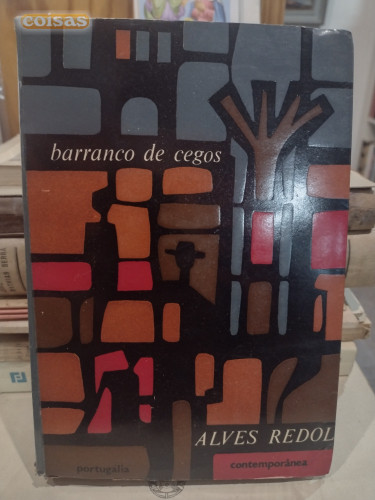 coisas
barranco de cegos
ALVES REDOL
portugália
contemporânea